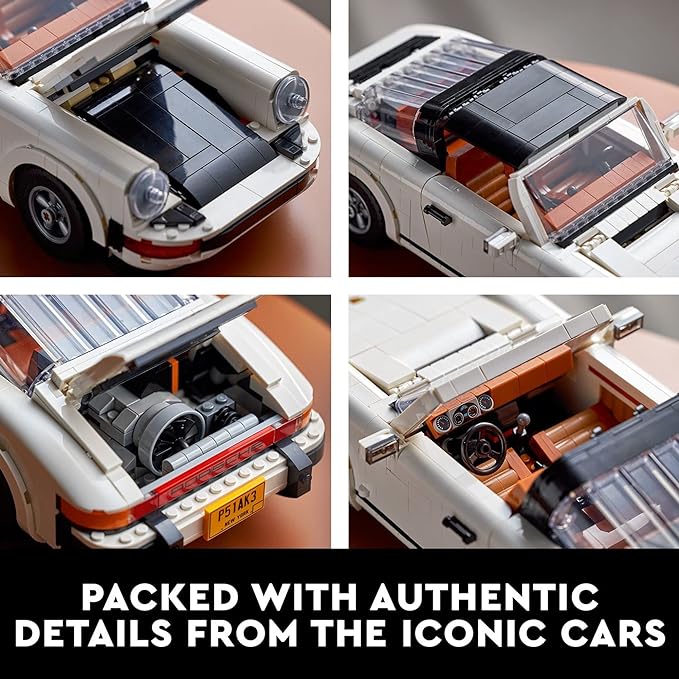 P51AK3
NEW YORK
PACKED WITH AUTHENTIC
DETAILS FROM THE ICONIC CARS